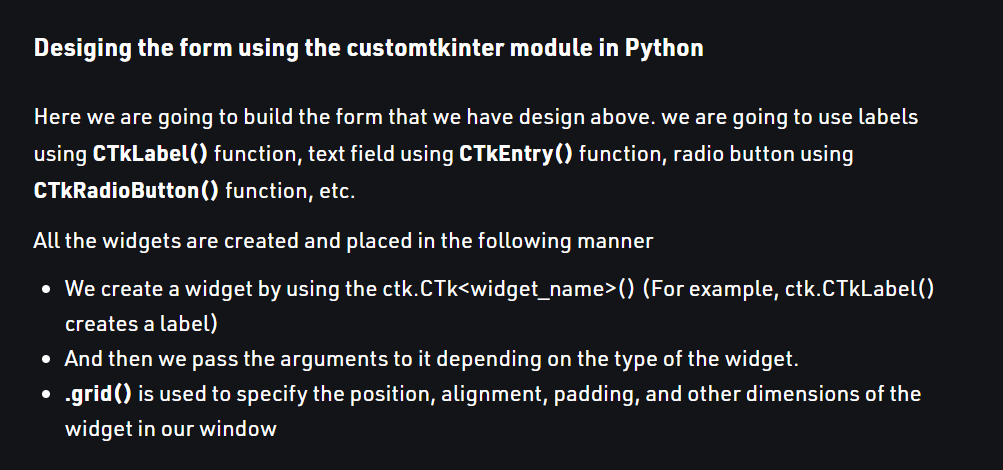 Desiging the form using the customtkinter module in Python
Here we are going to build the form that we have design above. we are going to use labels
using CTkLabel() function, text field using CTkEntry() function, radio button using
CTkRadioButton() function, etc.
All the widgets are created and placed in the following manner
• We create a widget by using the ctk.CTk<widget_name>() (For example, ctk.CTkLabel()
creates a label)
• And then we pass the arguments to it depending on the type of the widget.
• .grid() is used to specify the position, alignment, padding, and other dimensions of the
widget in our window